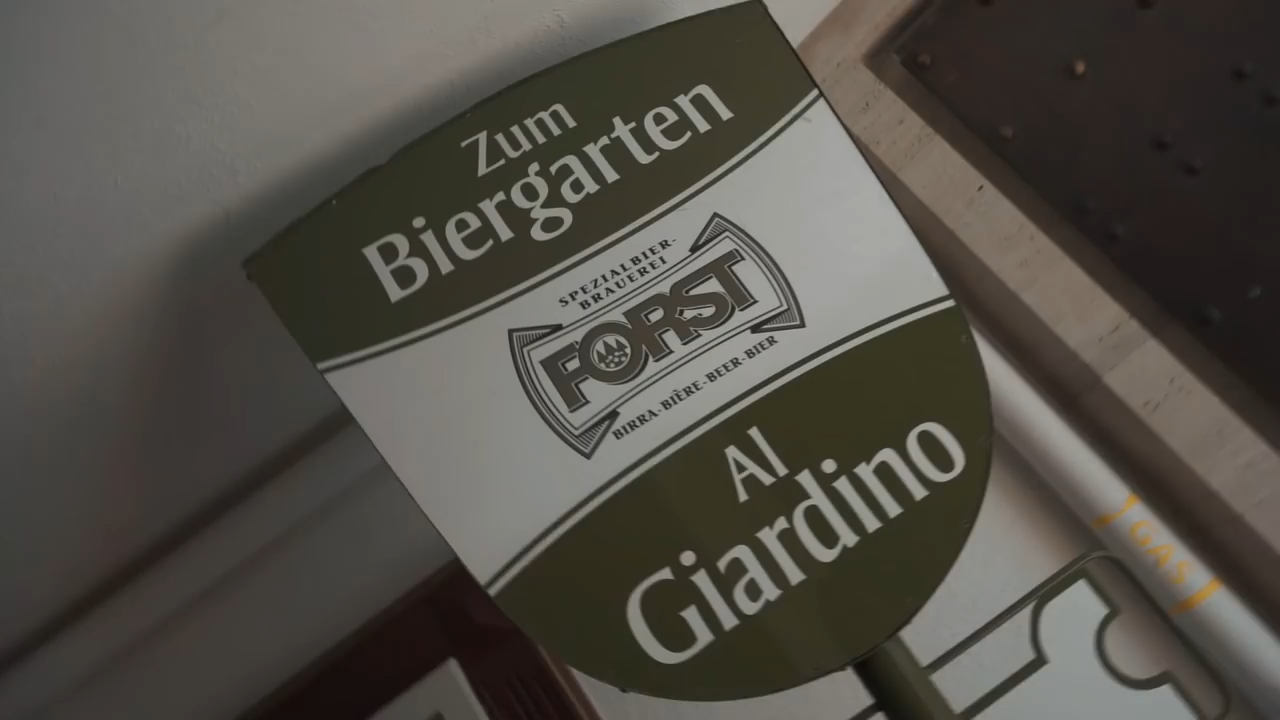 Zum
Biergarten
SPEZIALBIER-
BRAUEREI
FORST
BIRRA-BIÈRE-BEER-BIER
Al
Giardino
GAS